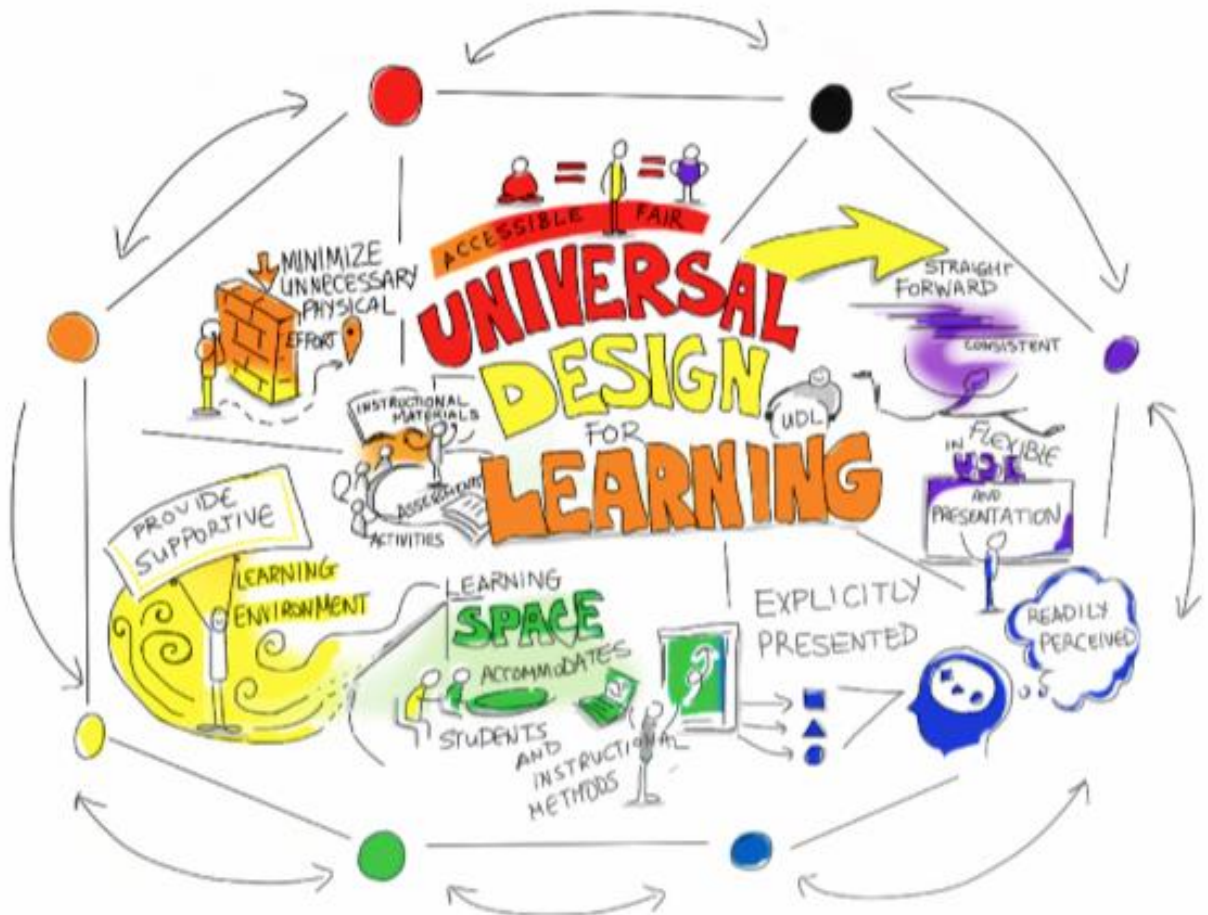 ACCESSIBLE FAIR
UNIVERSAL
DESIGN
FOR
LEARNING
UDL
MINIMIZE
UNNECESSARY
PHYSICAL
EFFORT
STRAIGHT
FORWARD
CONSISTENT
INSTRUCTIONAL
MATERIALS
ASSESSMENTS
ACTIVITIES
FLEXIBLE
IN USE
AND
PRESENTATION
PROVIDE
SUPPORTIVE
LEARNING
ENVIRONMENT
LEARNING
SPACE
ACCOMMODATES
STUDENTS
AND
INSTRUCTIONAL
METHODS
EXPLICITLY
PRESENTED
READILY
PERCEIVED